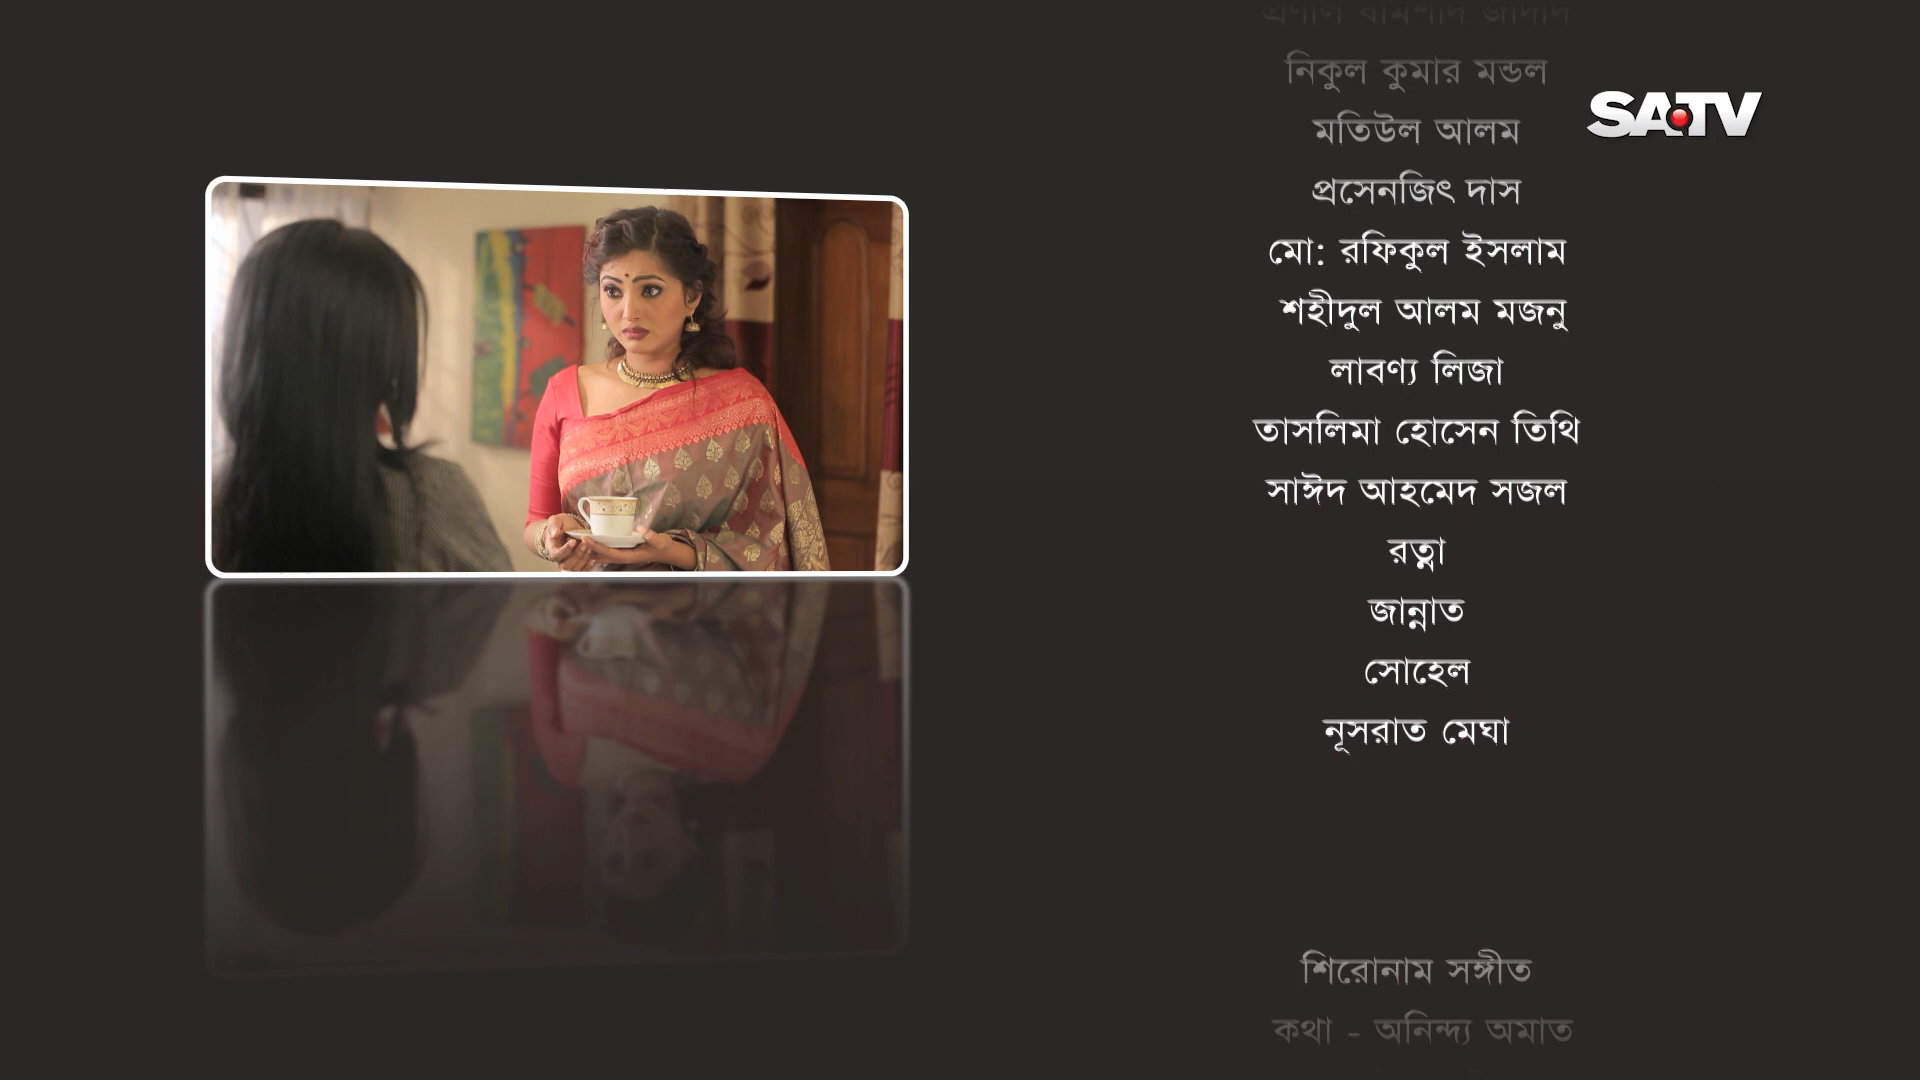 নিকুল কুমার মন্ডল
SATV
মতিউল আলম
প্রসেনজিৎ দাস
মো: রফিকুল ইসলাম
শহীদুল আলম মজনু
লাবণ্য লিজা
তাসলিমা হোসেন তিথি
সাঈদ আহমেদ সজল
রত্না
জান্নাত
সোহেল
নূসরাত মেঘা
শিরোনাম সঙ্গীত
কথা - অনিন্দ্য অমাত